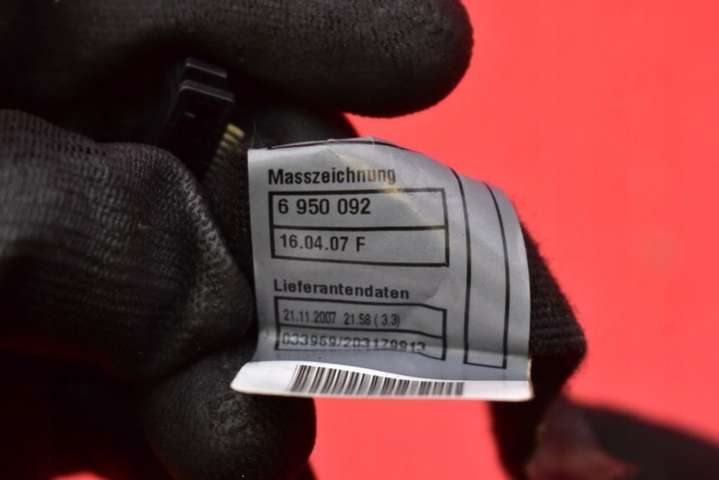 Masszeichnung
6 950 092
16.04.07 F
Lieferantendaten
21.11.2007 21.58 ( 3.3)